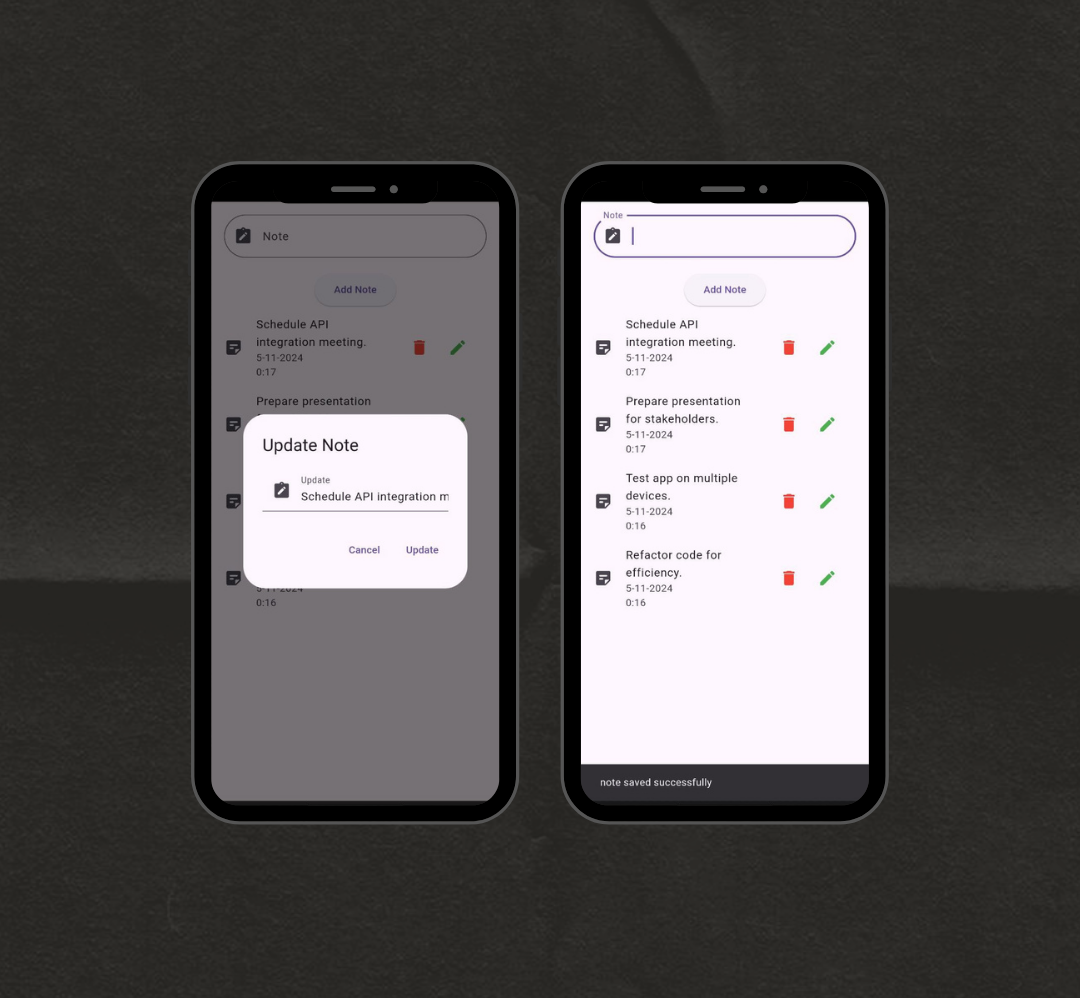 Note
Add Note
Schedule API
integration meeting.
5-11-2024
0:17
Prepare presentation
Update Note
Update
Schedule API integration m
Cancel
Update
5-11-2024
0:16
Note
Add Note
Schedule API
integration meeting.
5-11-2024
0:17
Prepare presentation
for stakeholders.
5-11-2024
0:17
Test app on multiple
devices.
5-11-2024
0:16
Refactor code for
efficiency.
5-11-2024
0:16
note saved successfully